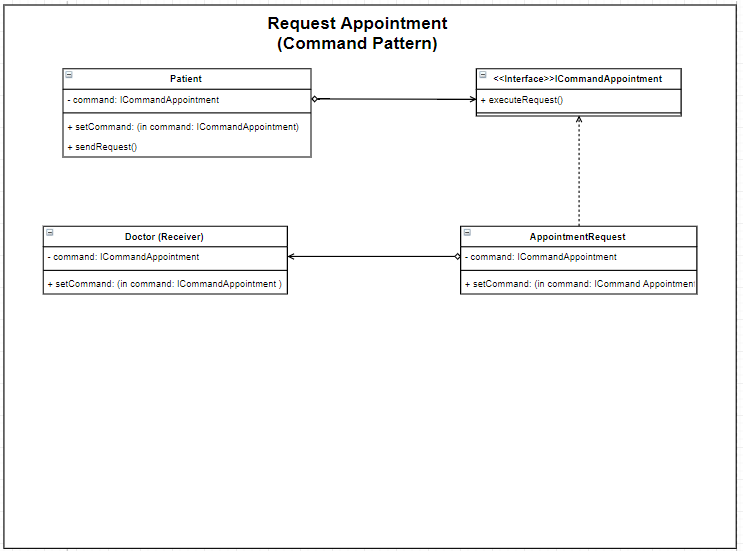 Request Appointment
(Command Pattern)
Patient
- command: ICommandAppointment
+ setCommand: (in command: ICommandAppointment)
+ sendRequest()
<<Interface>>ICommandAppointment
+ executeRequest()
Doctor (Receiver)
- command: ICommandAppointment
+ setCommand: (in command: ICommandAppointment )
AppointmentRequest
- command: ICommandAppointment
+ setCommand: (in command: ICommand Appointment